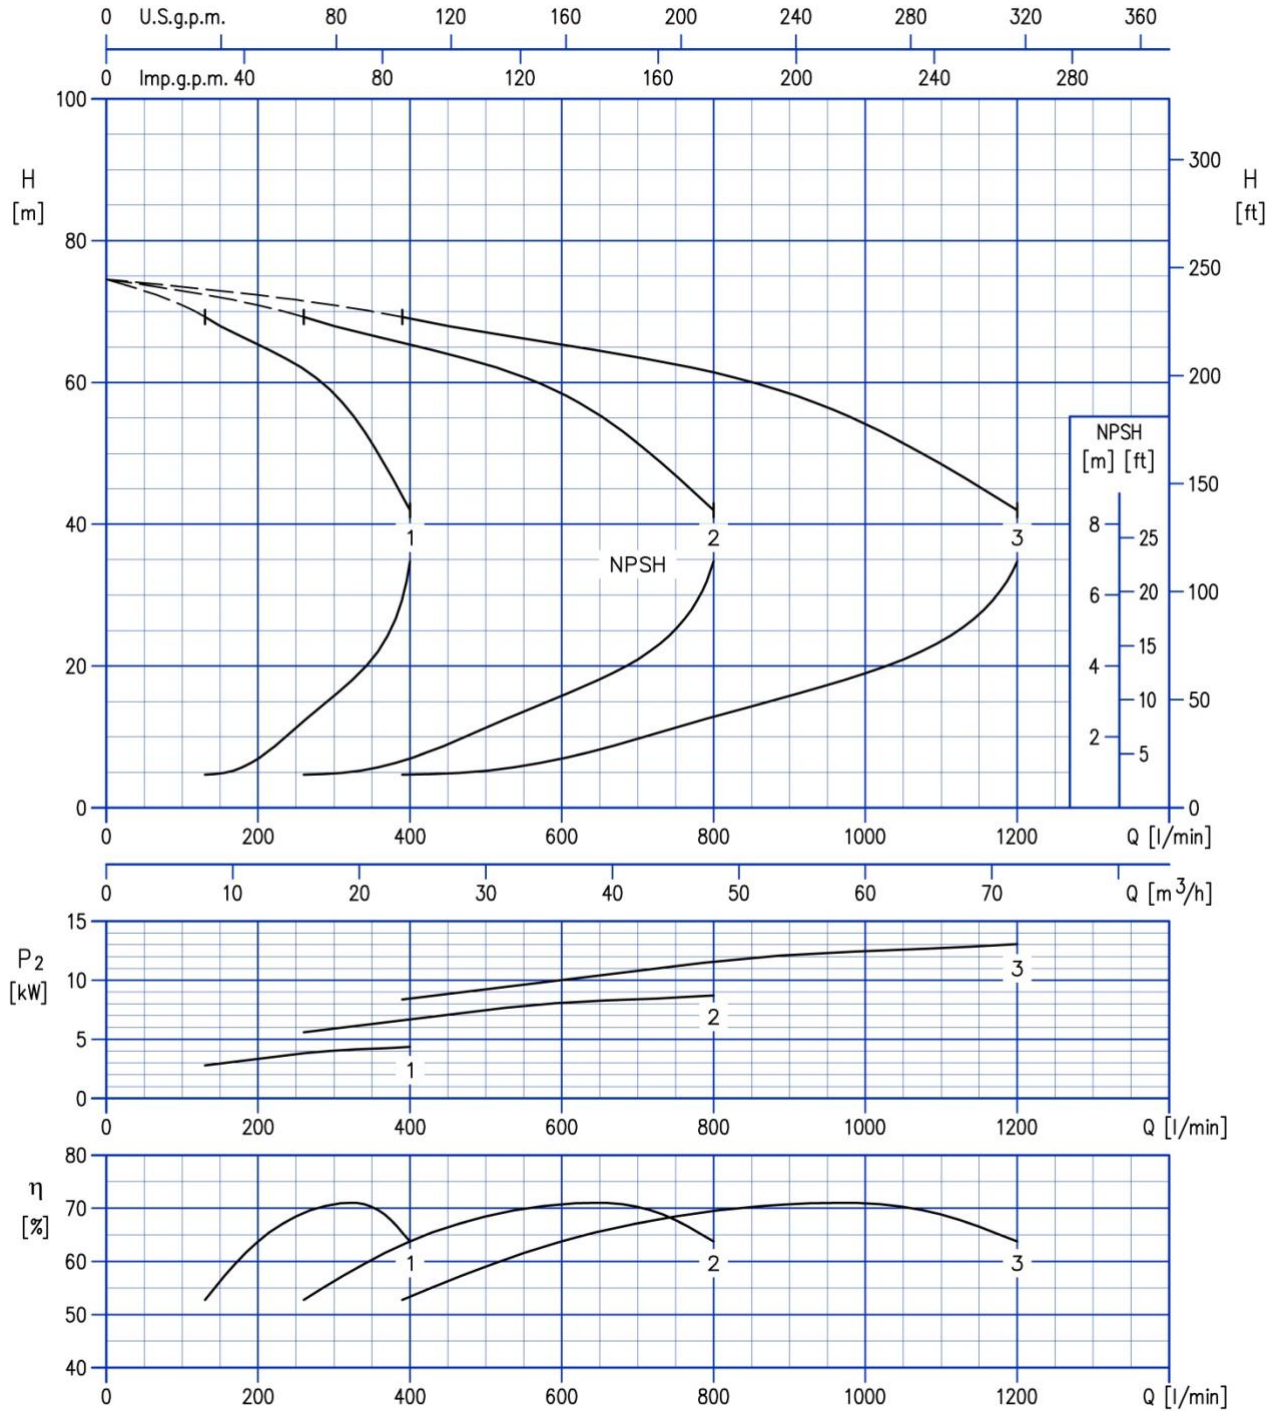 0 U.S.g.p.m. 80 120 160 200 240 280 320 360
0 Imp.g.p.m. 40 80 120 160 200 240 280
100
300
H
[m]
H
[ft]
80
250
60
200
NPSH
[m] [ft]
150
40
1
2
3
8
25
NPSH
6
20
100
15
20
4
10
50
2
5
0
0
0 200 400 600 800 1000 1200 Q [l/min]
0 10 20 30 40 50 60 70 Q [m³/h]
15
P2
[kW]
10
3
2
5
1
0
0 200 400 600 800 1000 1200 Q [l/min]
80
η
[%]
70
60
1
2
3
50
40
0 200 400 600 800 1000 1200 Q [l/min]